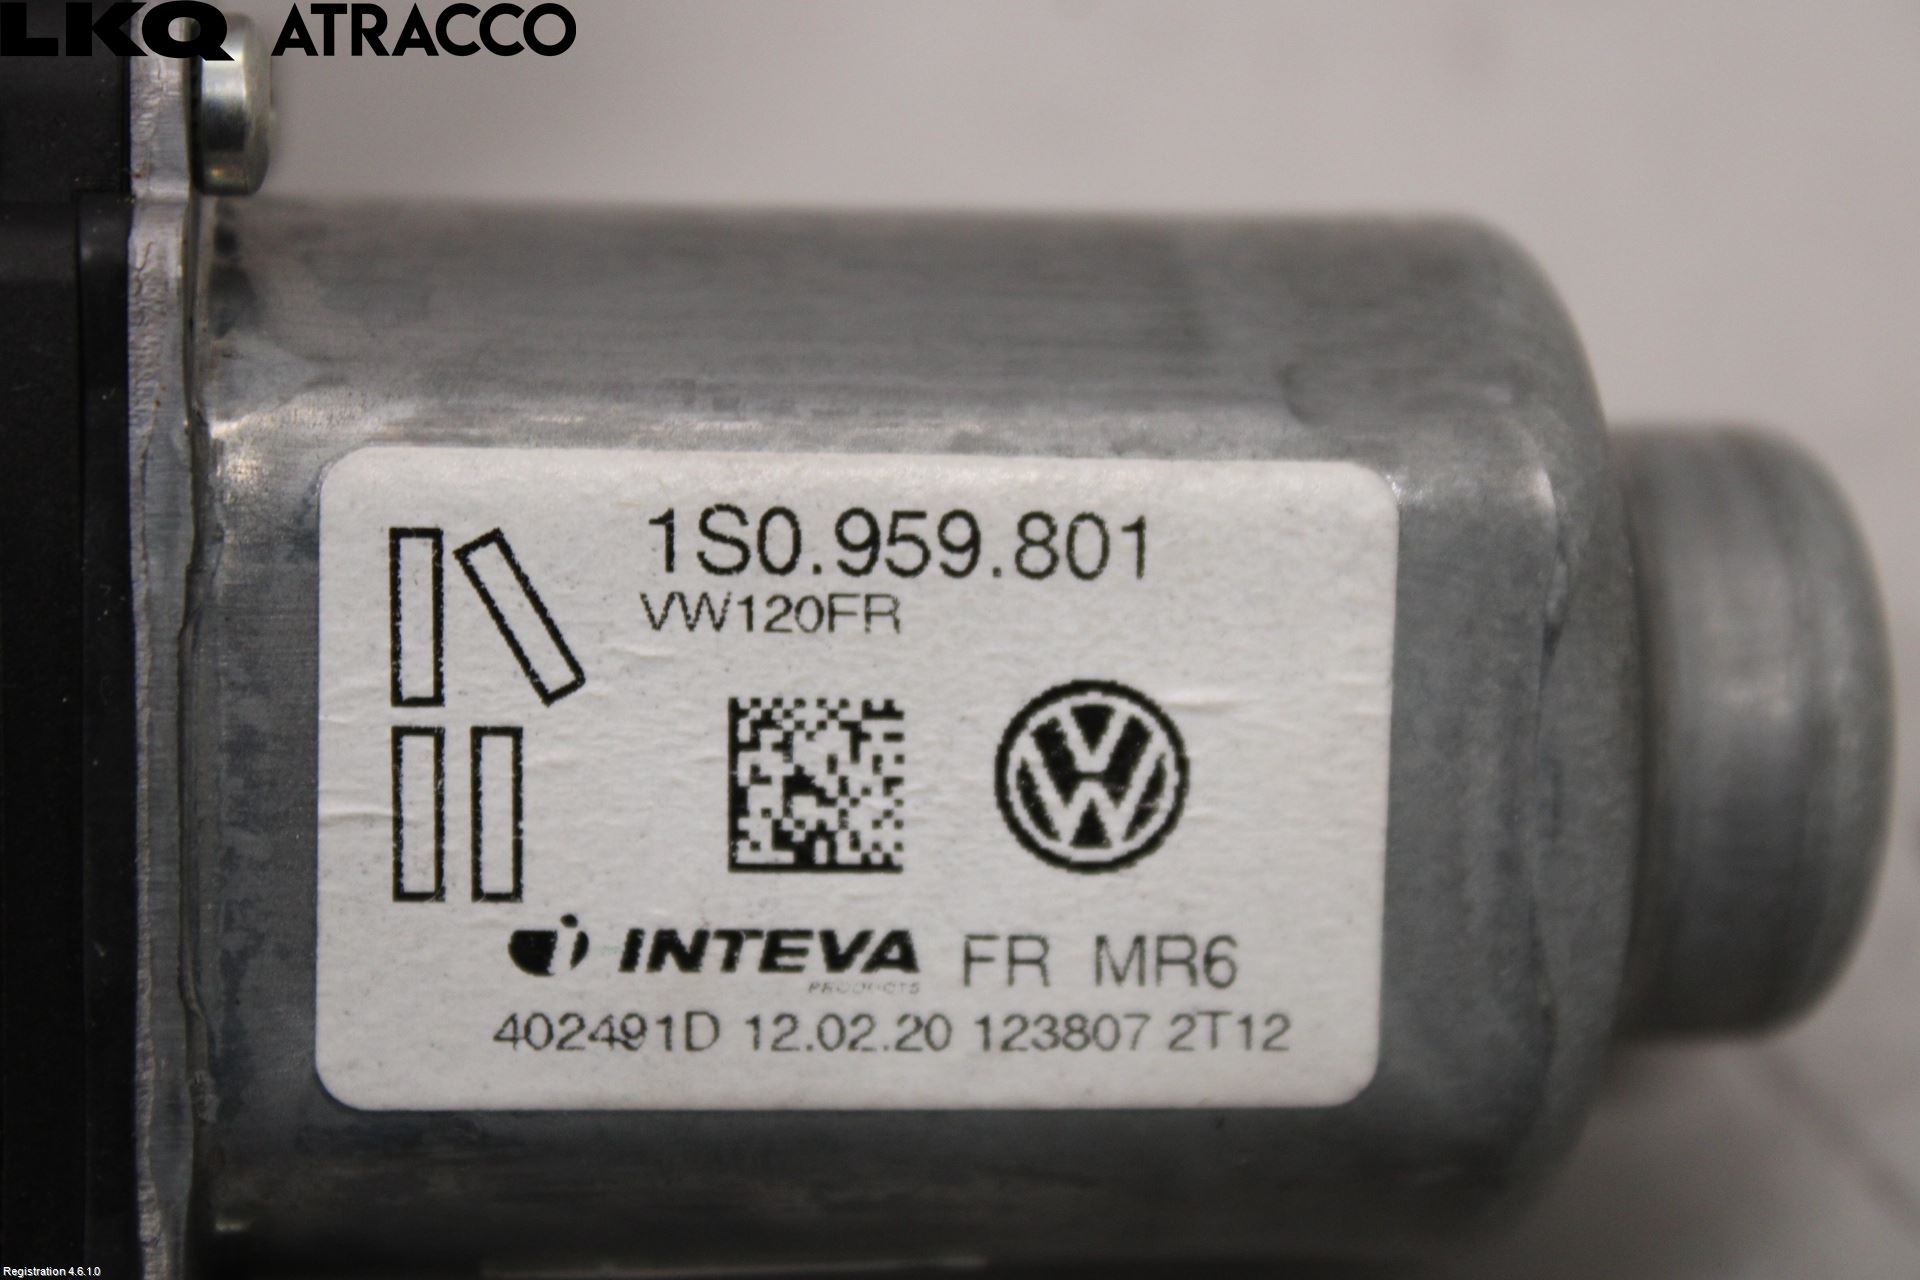 LKQ ATRACCO
1S0.959.801
VW120FR
INTEVA FR MR6
PRODUCTS
402491D 12.02.20 123807 2T12
Registration 4.6.1.0